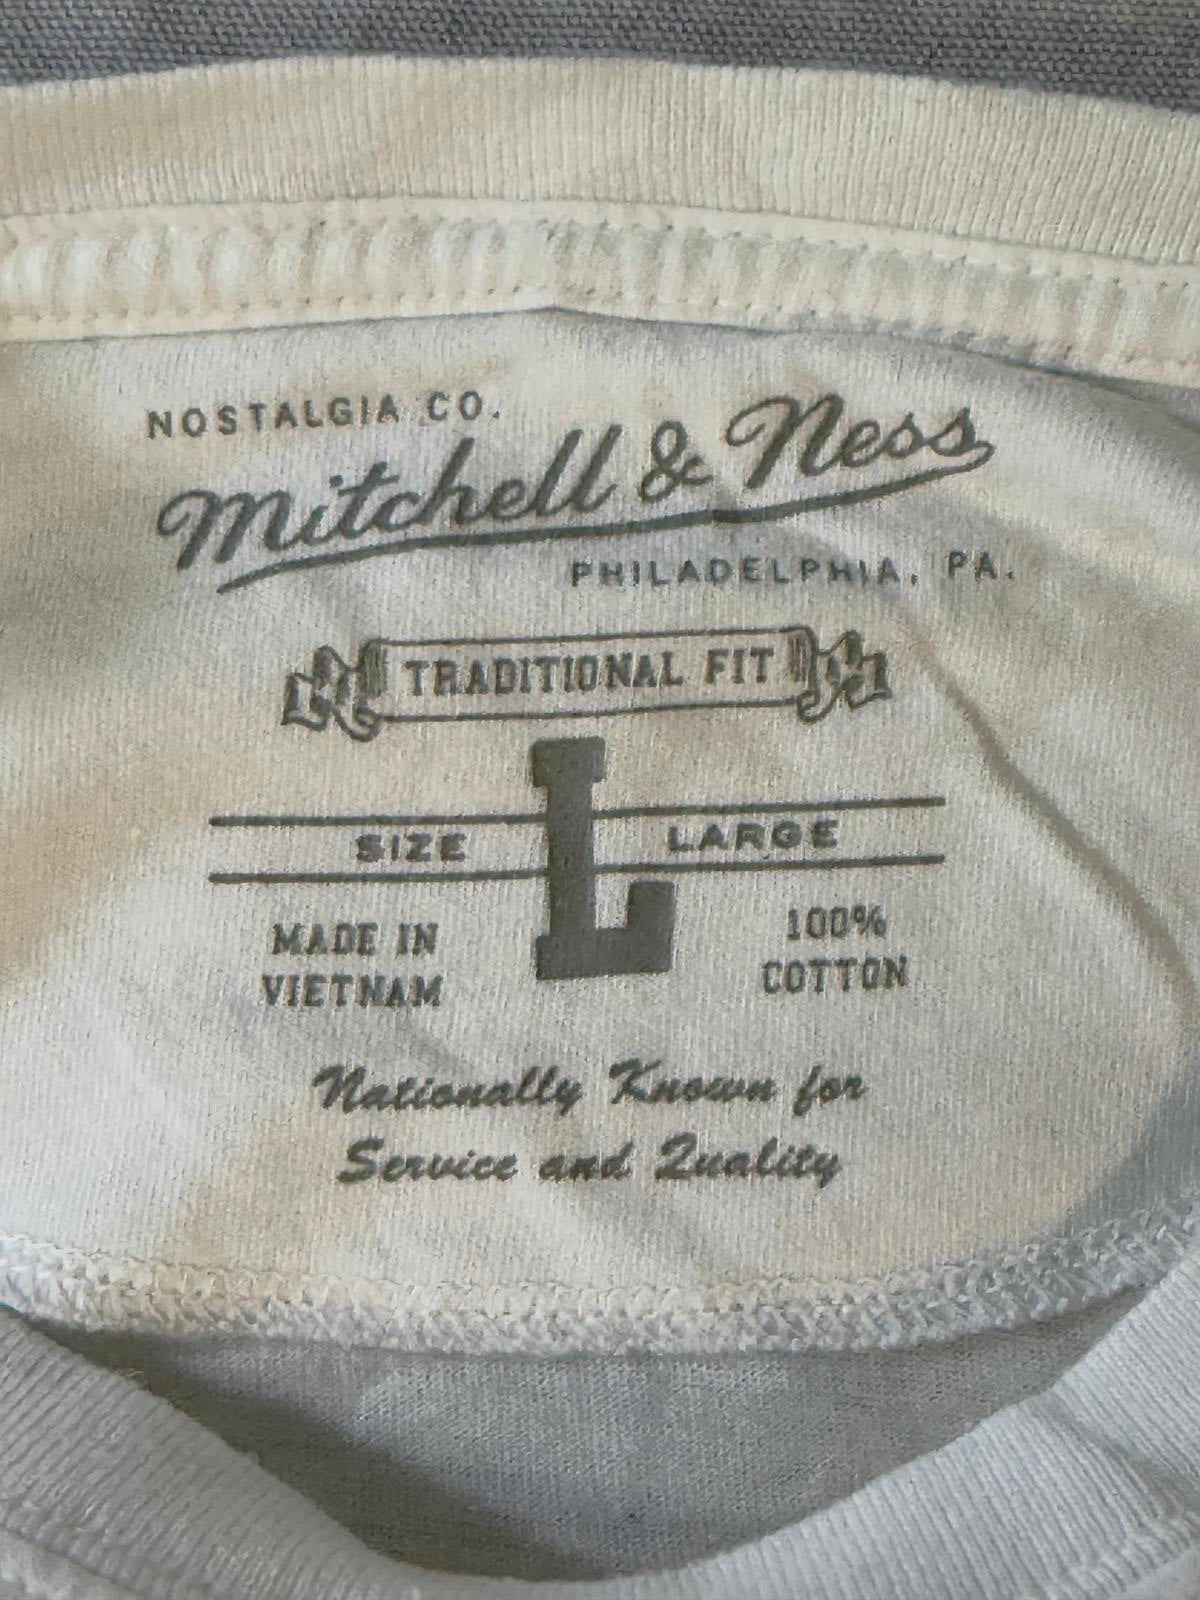 NOSTALGIA CO.
Mitchell & Ness
PHILADELPHIA, PA.
TRADITIONAL FIT
L
SIZE LARGE
MADE IN
VIETNAM
100%
COTTON
Nationally Known for
Service and Quality